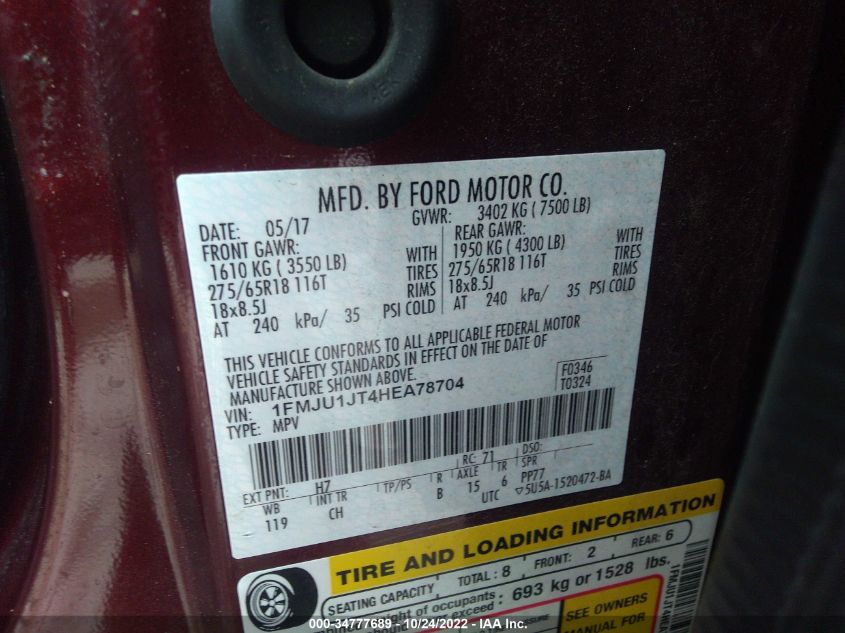 MFD. BY FORD MOTOR CO.
DATE: 05/17 GVWR: 3402 KG ( 7500 LB)
FRONT GAWR: REAR GAWR:
1610 KG ( 3550 LB) WITH 1950 KG ( 4300 LB) WITH
275/65R18 116T TIRES 275/65R18 116T TIRES
18x8.5J RIMS 18x8.5J RIMS
AT 240 kPa/ 35 PSI COLD AT 240 kPa/ 35 PSI COLD
THIS VEHICLE CONFORMS TO ALL APPLICABLE FEDERAL MOTOR
VEHICLE SAFETY STANDARDS IN EFFECT ON THE DATE OF
MANUFACTURE SHOWN ABOVE.
F0346
T0324
VIN: 1FMJU1JT4HEA78704
TYPE: MPV
EXT PNT: H7 RC: 71 DSO:
WB INT TR TP/PS R AXLE TR SPR
119 CH B 15 6 PP77
UTC ▽5U5A-1520472-BA
TIRE AND LOADING INFORMATION
SEATING CAPACITY TOTAL: 8 FRONT: 2 REAR: 6
weight of occupants exceed: 693 kg or 1528 lbs.
SEE OWNERS
MANUAL FOR
000-34777689 - 10/24/2022 - IAA Inc.